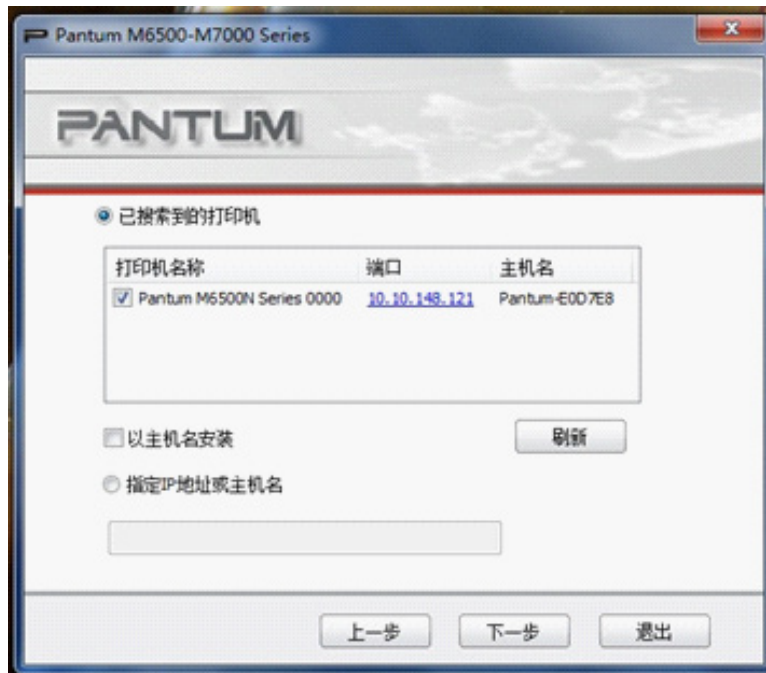 Pantum M6500-M7000 Series
PANTUM
已搜索到的打印机
打印机名称 端口 主机名
Pantum M6500N Series 0000 10.10.148.121 Pantum-E0D7E8
以主机名安装 刷新
指定IP地址或主机名
上一步 下一步 退出